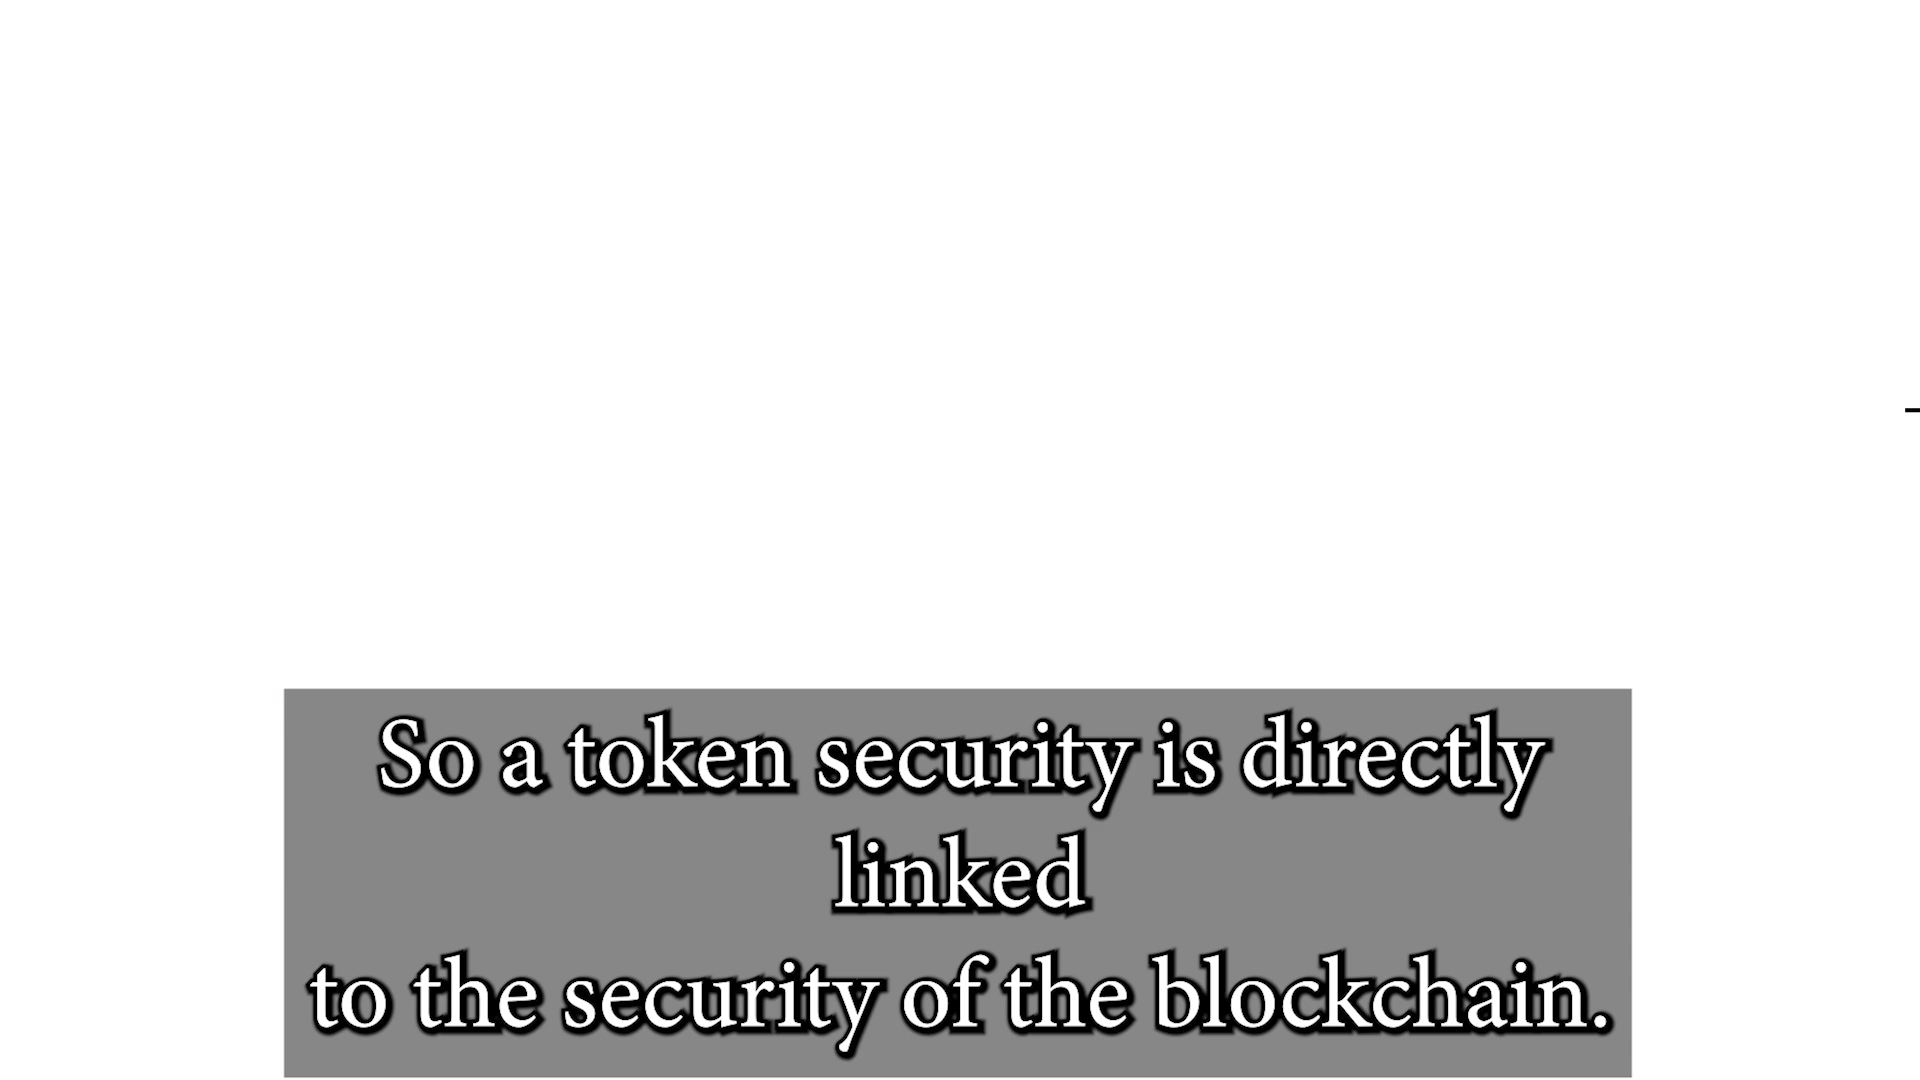 So a token security is directly
linked
to the security of the blockchain.